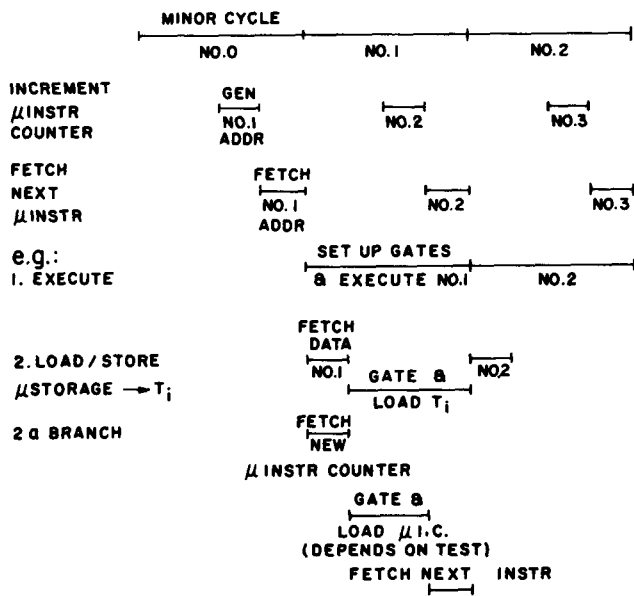 MINOR CYCLE
NO.0 NO.1 NO.2
INCREMENT
μINSTR
COUNTER
GEN
NO.1
ADDR
NO.2
NO.3
FETCH
NEXT
μINSTR
FETCH
NO.1
ADDR
NO.2
NO.3
e.g.:
1. EXECUTE
SET UP GATES
& EXECUTE NO.1
NO.2
2. LOAD/STORE
μSTORAGE → Ti
FETCH
DATA
NO.1
GATE &
LOAD Ti
NO.2
2a BRANCH
FETCH
NEW
μ INSTR COUNTER
GATE &
LOAD μ I.C.
(DEPENDS ON TEST)
FETCH NEXT INSTR